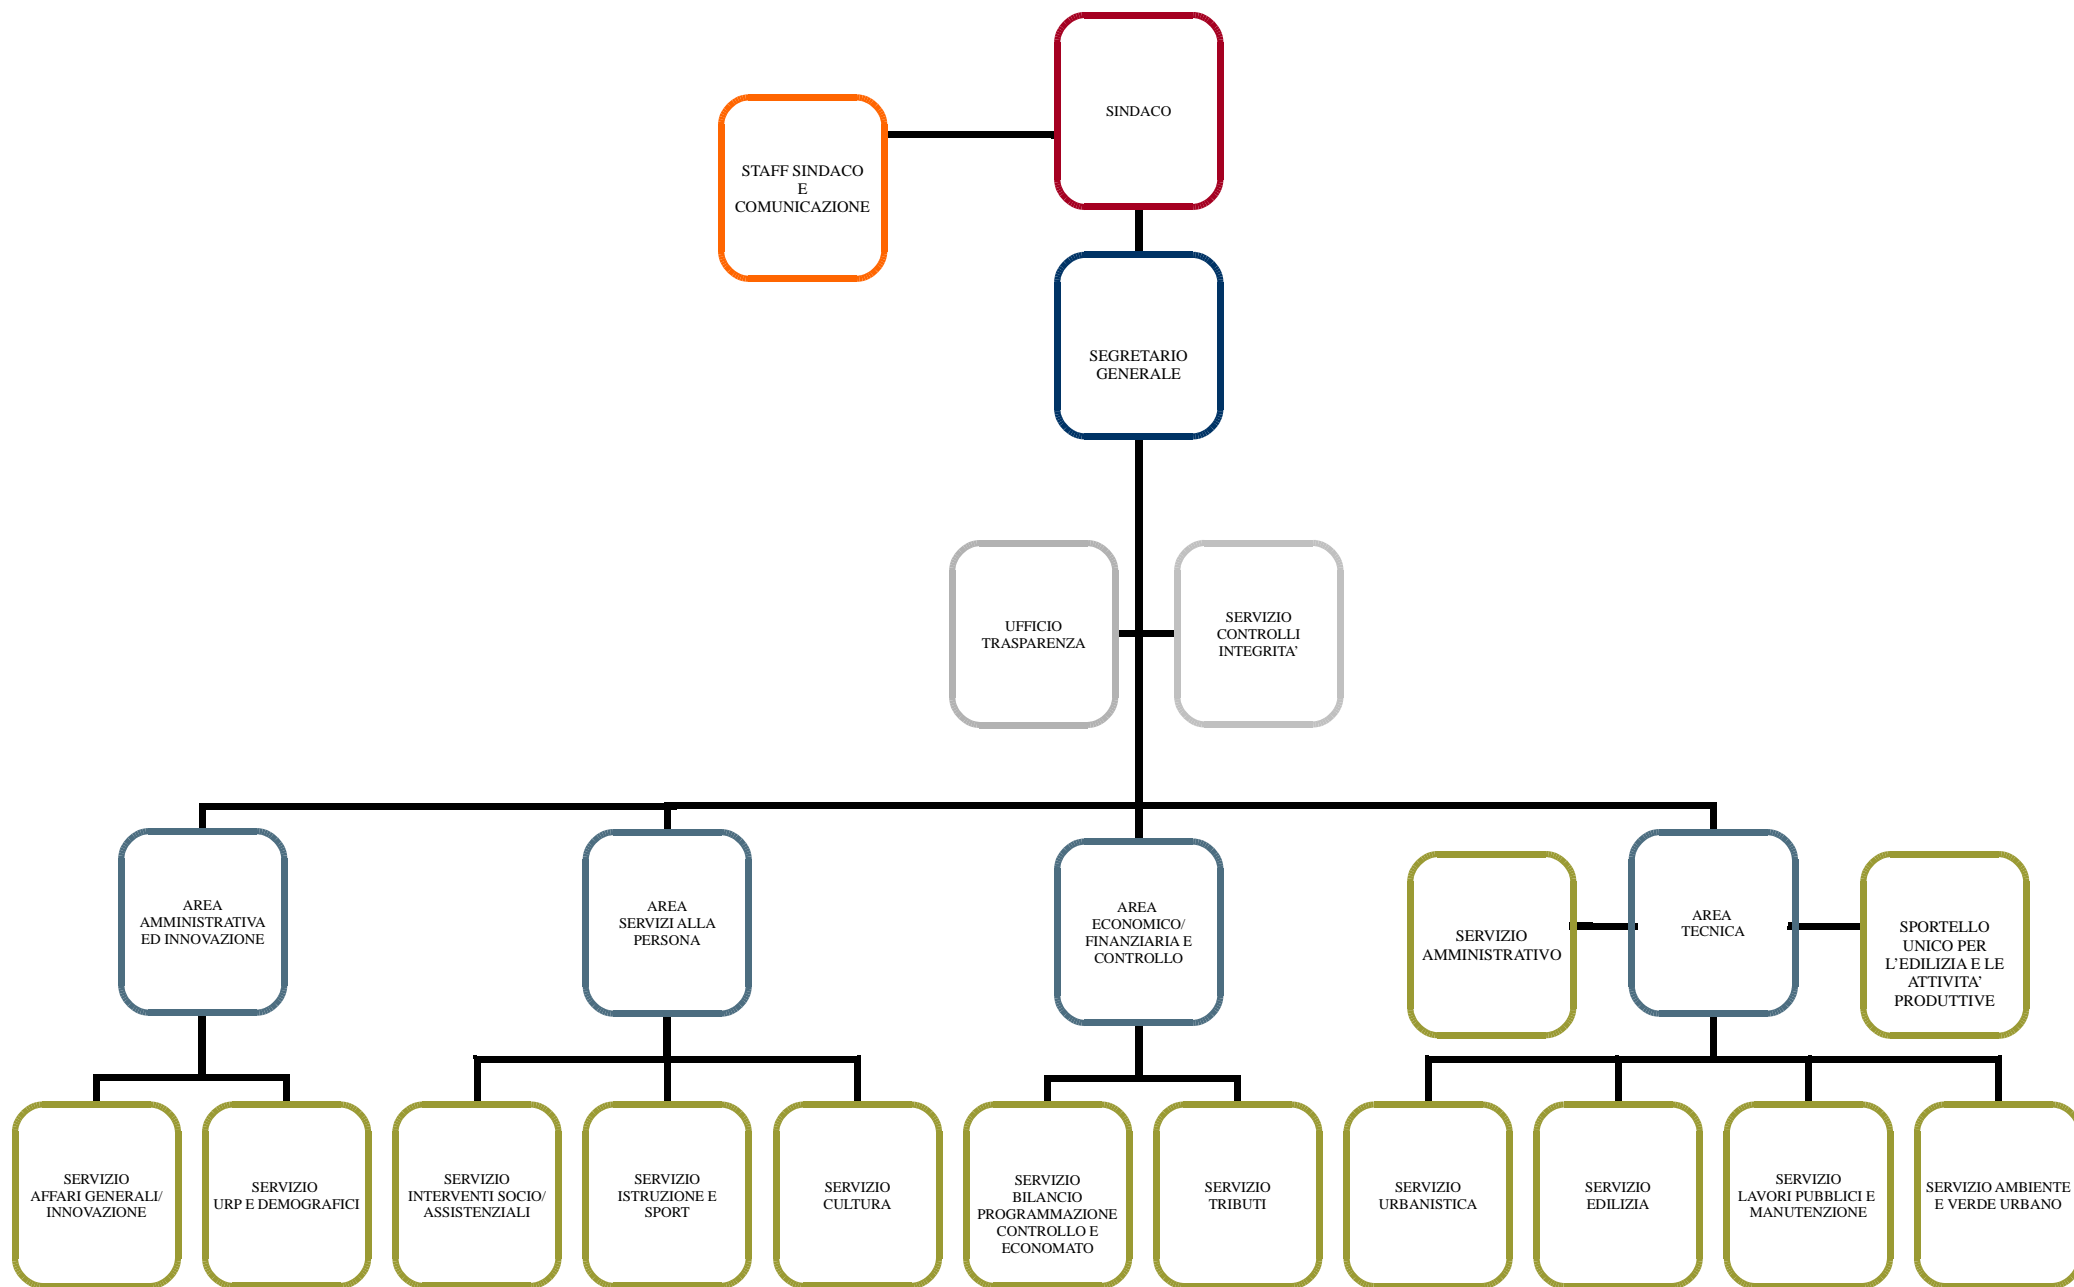 SINDACO
STAFF SINDACO
E
COMUNICAZIONE
SEGRETARIO
GENERALE
UFFICIO
TRASPARENZA
SERVIZIO
CONTROLLI
INTEGRITA’
AREA
AMMINISTRATIVA
ED INNOVAZIONE
AREA
SERVIZI ALLA
PERSONA
AREA
ECONOMICO/
FINANZIARIA E
CONTROLLO
SERVIZIO
AMMINISTRATIVO
AREA
TECNICA
SPORTELLO
UNICO PER
L’EDILIZIA E LE
ATTIVITA’
PRODUTTIVE
SERVIZIO
AFFARI GENERALI/
INNOVAZIONE
SERVIZIO
URP E DEMOGRAFICI
SERVIZIO
INTERVENTI SOCIO/
ASSISTENZIALI
SERVIZIO
ISTRUZIONE E
SPORT
SERVIZIO
CULTURA
SERVIZIO
BILANCIO
PROGRAMMAZIONE
CONTROLLO E
ECONOMATO
SERVIZIO
TRIBUTI
SERVIZIO
URBANISTICA
SERVIZIO
EDILIZIA
SERVIZIO
LAVORI PUBBLICI E
MANUTENZIONE
SERVIZIO AMBIENTE
E VERDE URBANO